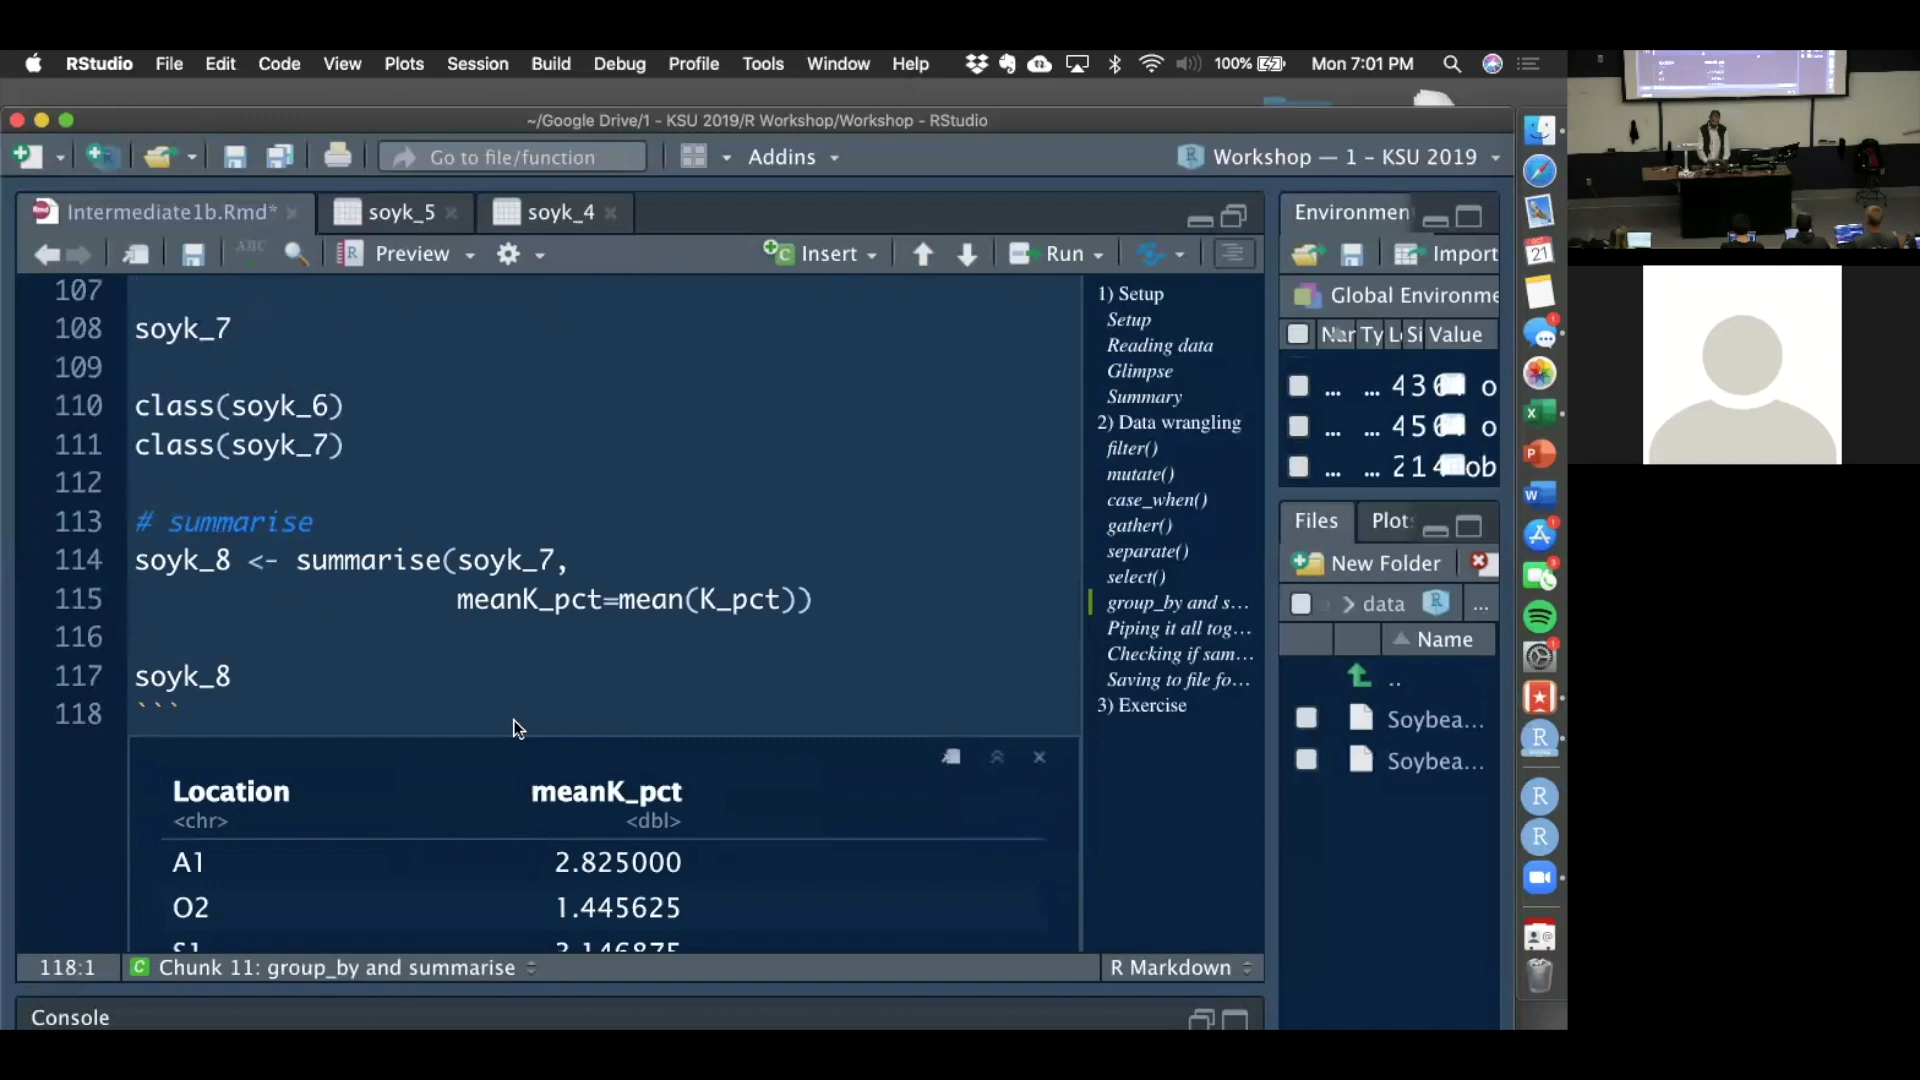 RStudio File Edit Code View Plots Session Build Debug Profile Tools Window Help 100% Mon 7:01 PM
~/Google Drive/1 - KSU 2019/R Workshop/Workshop - RStudio
Go to file/function Addins Workshop — 1 - KSU 2019
Intermediate1b.Rmd* soyk_5 soyk_4
ABC Preview Insert Run
107
108 soyk_7
109
110 class(soyk_6)
111 class(soyk_7)
112
113 # summarise
114 soyk_8 <- summarise(soyk_7,
115 meanK_pct=mean(K_pct))
116
117 soyk_8
118 ```
Location meanK_pct
<chr> <dbl>
A1 2.825000
O2 1.445625
118:1 Chunk 11: group_by and summarise R Markdown
Console
1) Setup
Setup
Reading data
Glimpse
Summary
2) Data wrangling
filter()
mutate()
case_when()
gather()
separate()
select()
group_by and s...
Piping it all tog...
Checking if sam...
Saving to file fo...
3) Exercise
Environmen
Import
Global Environme
Ty Si Value
Files Plot
New Folder
data ...
Name
..
Soybea...
Soybea...
21